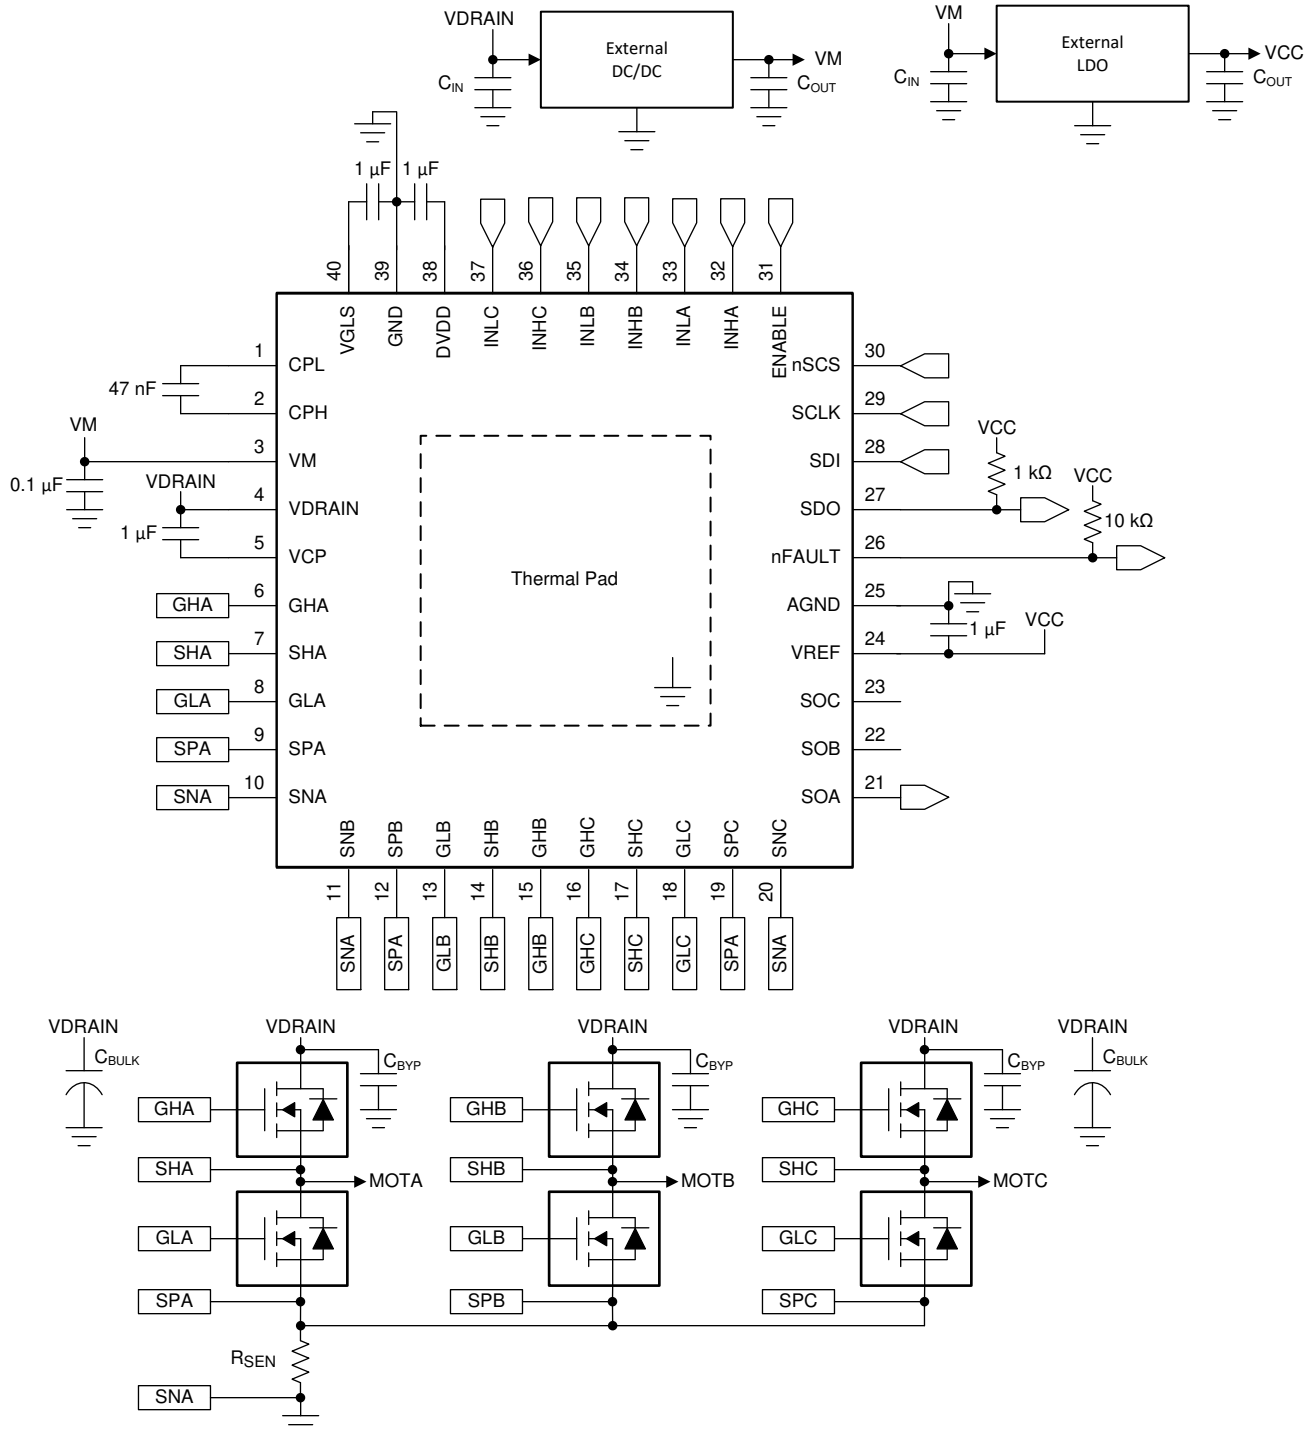 VDRAIN
External
DC/DC
VM
CIN
COUT
VM
External
LDO
VCC
CIN
COUT
1 µF
1 µF
40
39
38
37
36
35
34
33
32
31
VGLS
GND
DVDD
INLC
INHC
INLB
INHB
INLA
INHA
ENABLE
1
CPL
47 nF
2
CPH
VM
3
VM
0.1 µF
VDRAIN
4
VDRAIN
1 µF
5
VCP
GHA
6
GHA
SHA
7
SHA
GLA
8
GLA
SPA
9
SPA
SNA
10
SNA
Thermal Pad
nSCS
30
SCLK
29
SDI
28
VCC
1 kΩ
SDO
27
VCC
10 kΩ
nFAULT
26
AGND
25
1 µF
VCC
VREF
24
SOC
23
SOB
22
SOA
21
SNB
SPB
GLB
SHB
GHB
GHC
SHC
GLC
SPC
SNC
11
12
13
14
15
16
17
18
19
20
SNA
SPA
GLB
SHB
GHB
GHC
SHC
GLC
SPA
SNA
VDRAIN
CBULK
VDRAIN
CBYP
GHA
SHA
MOTA
GLA
SPA
RSEN
SNA
VDRAIN
CBYP
GHB
SHB
MOTB
GLB
SPB
VDRAIN
CBYP
GHC
SHC
MOTC
GLC
SPC
VDRAIN
CBULK